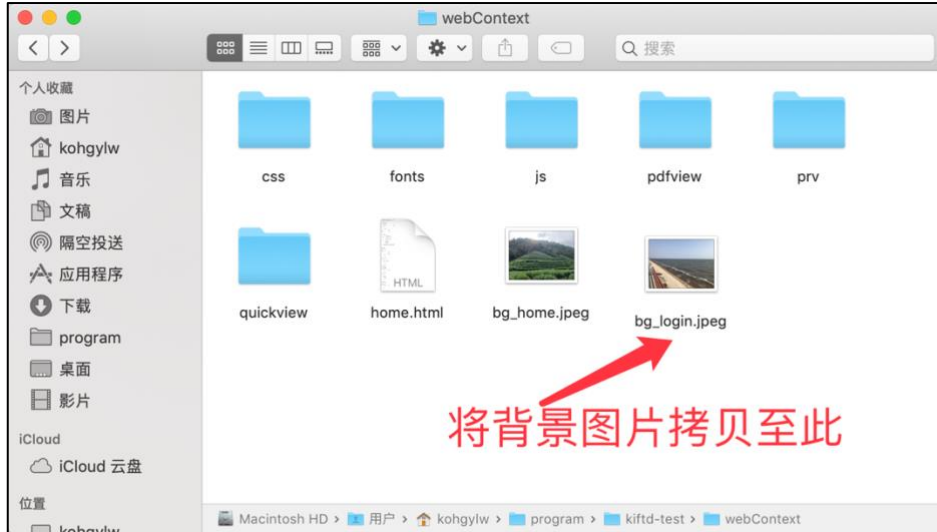 webContext
搜索
个人收藏
图片
kohgylw
音乐
文稿
隔空投送
应用程序
下载
program
桌面
影片
iCloud
iCloud 云盘
位置
kohgylw
css
fonts
js
pdfview
prv
HTML
quickview
home.html
bg_home.jpeg
bg_login.jpeg
将背景图片拷贝至此
Macintosh HD › 用户 › kohgylw › program › kiftd-test › webContext